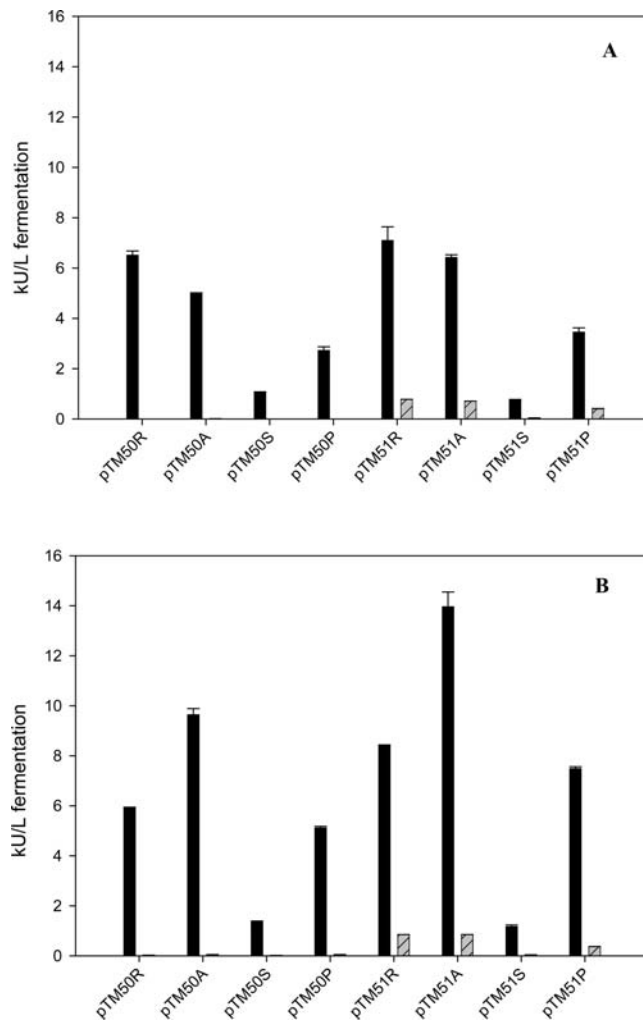 16
A
14
12
10
8
6
4
2
0
kU/L fermentation
pTM50R
pTM50A
pTM50S
pTM50P
pTM51R
pTM51A
pTM51S
pTM51P
16
B
14
12
10
8
6
4
2
0
kU/L fermentation
pTM50R
pTM50A
pTM50S
pTM50P
pTM51R
pTM51A
pTM51S
pTM51P